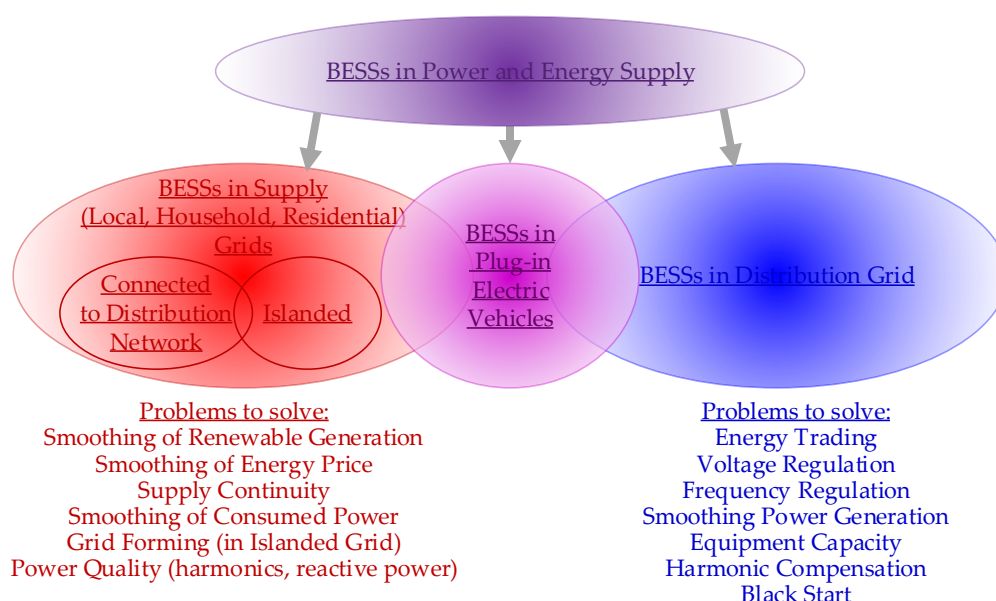 BESSs in Power and Energy Supply
BESSs in Supply
(Local, Household, Residential)
Grids
Connected
to Distribution
Network
Islanded
BESSs in
Plug-in
Electric
Vehicles
BESSs in Distribution Grid
Problems to solve:
Smoothing of Renewable Generation
Smoothing of Energy Price
Supply Continuity
Smoothing of Consumed Power
Grid Forming (in Islanded Grid)
Power Quality (harmonics, reactive power)
Problems to solve:
Energy Trading
Voltage Regulation
Frequency Regulation
Smoothing Power Generation
Equipment Capacity
Harmonic Compensation
Black Start